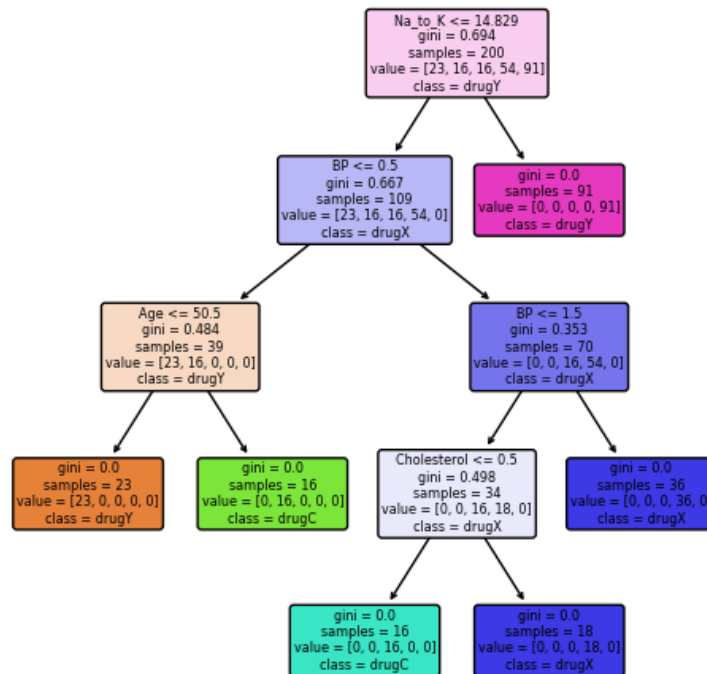 Na_to_K <= 14.829
gini = 0.694
samples = 200
value = [23, 16, 16, 54, 91]
class = drugY
BP <= 0.5
gini = 0.667
samples = 109
value = [23, 16, 16, 54, 0]
class = drugX
gini = 0.0
samples = 91
value = [0, 0, 0, 0, 91]
class = drugY
Age <= 50.5
gini = 0.484
samples = 39
value = [23, 16, 0, 0, 0]
class = drugY
BP <= 1.5
gini = 0.353
samples = 70
value = [0, 0, 16, 54, 0]
class = drugX
gini = 0.0
samples = 23
value = [23, 0, 0, 0, 0]
class = drugY
gini = 0.0
samples = 16
value = [0, 16, 0, 0, 0]
class = drugC
Cholesterol <= 0.5
gini = 0.498
samples = 34
value = [0, 0, 16, 18, 0]
class = drugX
gini = 0.0
samples = 36
value = [0, 0, 0, 36, 0]
class = drugX
gini = 0.0
samples = 16
value = [0, 0, 16, 0, 0]
class = drugC
gini = 0.0
samples = 18
value = [0, 0, 0, 18, 0]
class = drugX